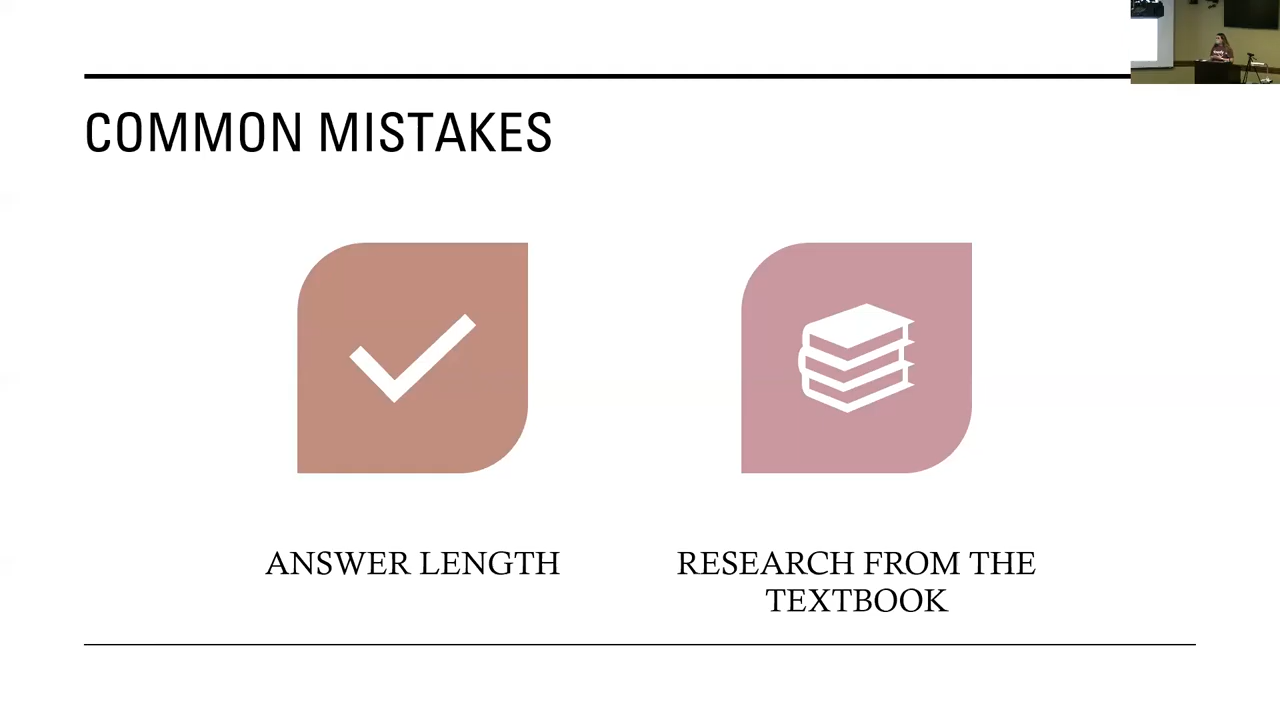 COMMON MISTAKES
ANSWER LENGTH
RESEARCH FROM THE
TEXTBOOK